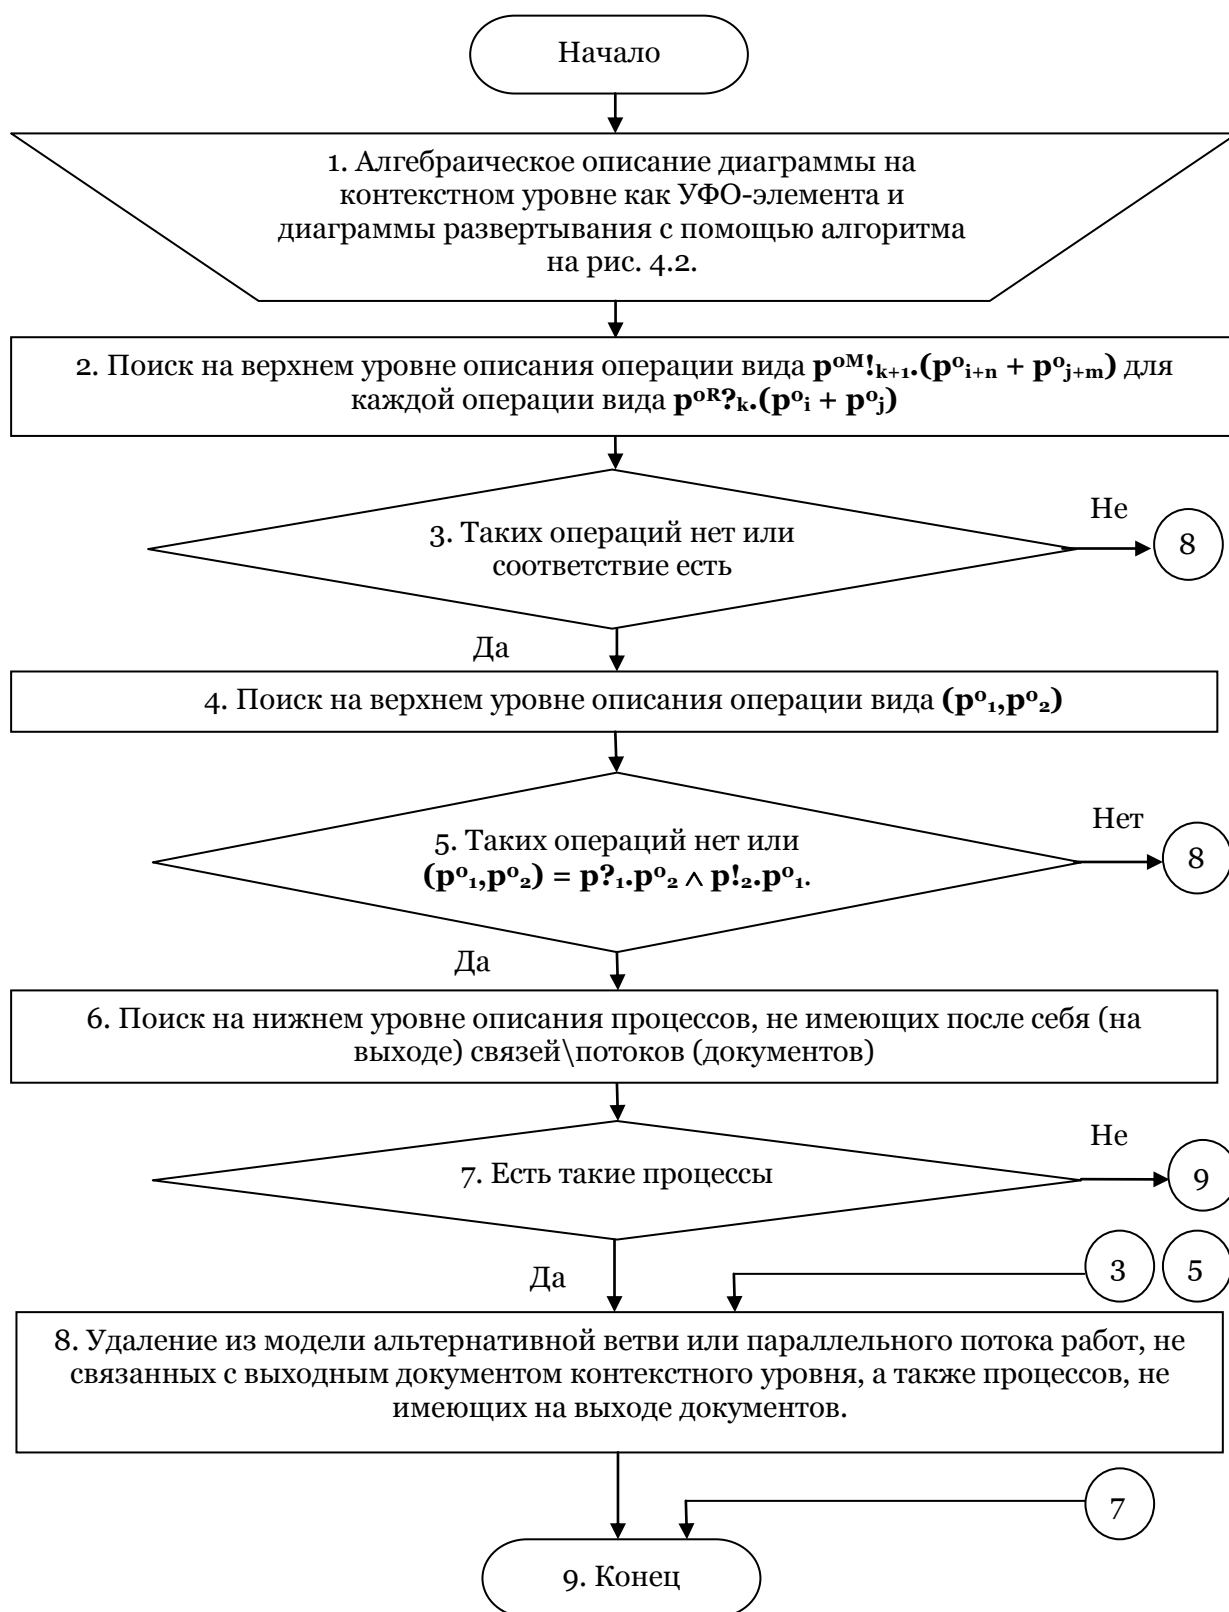 Начало
1. Алгебраическое описание диаграммы на
контекстном уровне как УФО-элемента и
диаграммы развертывания с помощью алгоритма
на рис. 4.2.
2. Поиск на верхнем уровне описания операции вида pᵒᴹ!ₖ₊₁.(pᵒᵢ₊ₙ + pᵒⱼ₊ₘ) для
каждой операции вида pᵒᴿ?ₖ.(pᵒᵢ + pᵒⱼ)
Не
3. Таких операций нет или
соответствие есть
8
Да
4. Поиск на верхнем уровне описания операции вида (pᵒ₁,pᵒ₂)
Нет
5. Таких операций нет или
(pᵒ₁,pᵒ₂) = p?₁.pᵒ₂ ∧ p!₂.pᵒ₁.
8
Да
6. Поиск на нижнем уровне описания процессов, не имеющих после себя (на
выходе) связей\потоков (документов)
Не
7. Есть такие процессы
9
Да
3 5
8. Удаление из модели альтернативной ветви или параллельного потока работ, не
связанных с выходным документом контекстного уровня, а также процессов, не
имеющих на выходе документов.
7
9. Конец